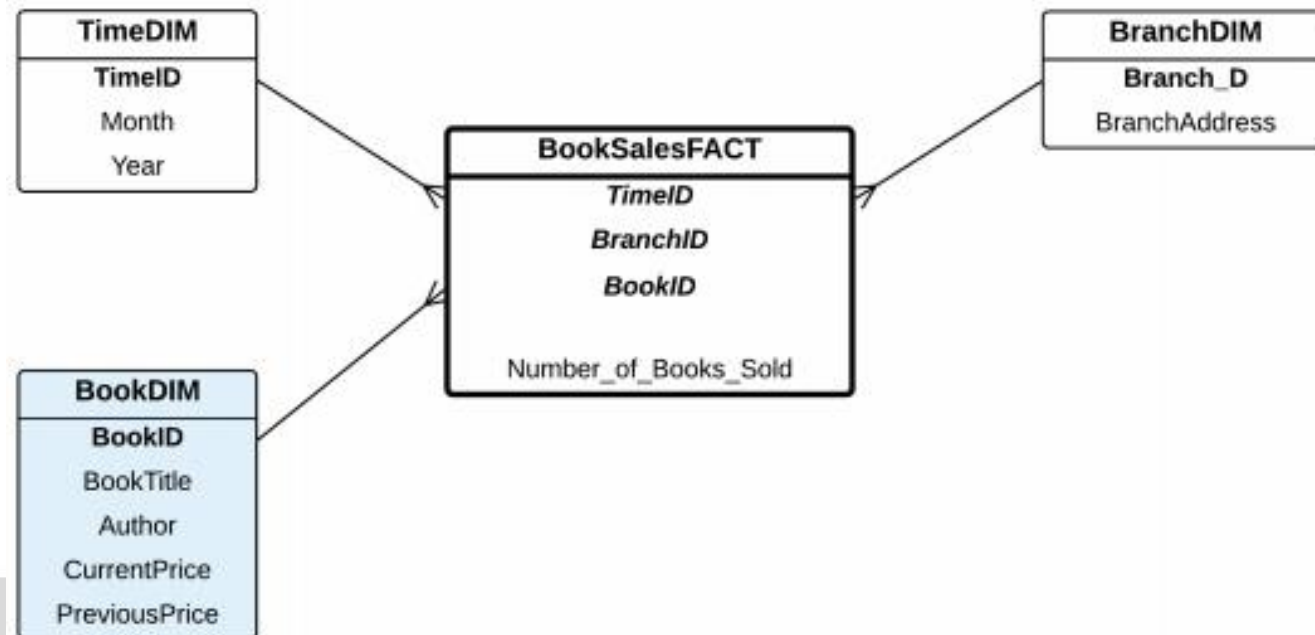 TimeDIM
TimeID
Month
Year
BranchDIM
Branch_D
BranchAddress
BookSalesFACT
TimeID
BranchID
BookID
Number_of_Books_Sold
BookDIM
BookID
BookTitle
Author
CurrentPrice
PreviousPrice